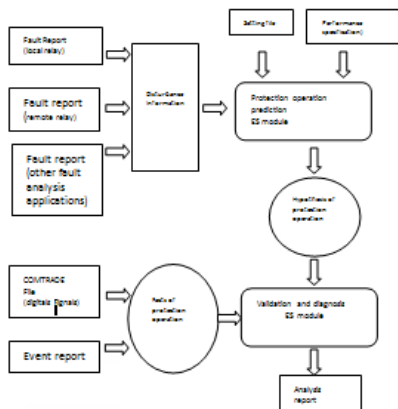 Setting file
Performance
specification)
Fault Report
(local relay)
Fault report
(remote relay)
Fault report
(other fault
analysis
applications)
Disturbance
information
Protection operation
prediction
ES module
Hypothesis of
protection
operation
COMTRADE
File
(digitals Signals)
Event report
Facts of
protection
operation
Validation and diagnosis
ES module
Analysis
report